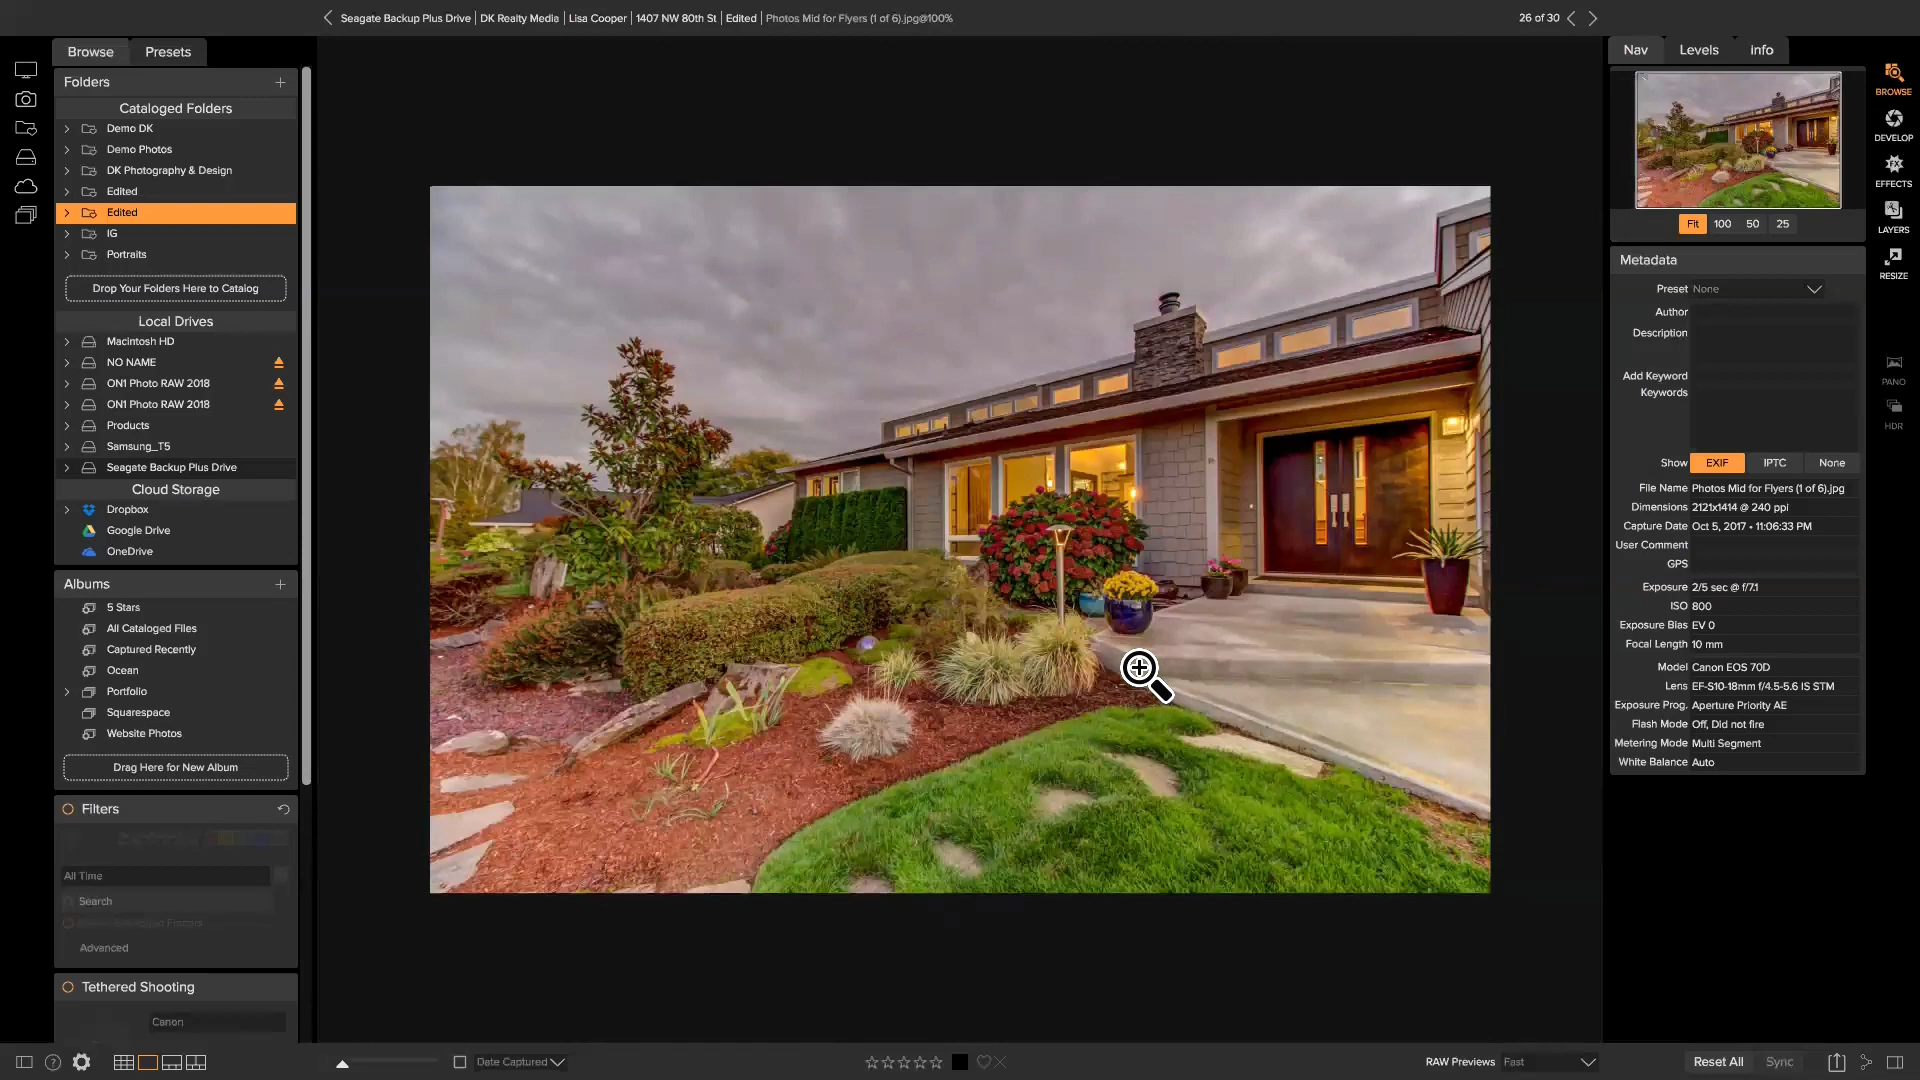 Seagate Backup Plus Drive | DK Realty Media | Lisa Cooper | 1407 NW 80th St | Edited | Photos Mid for Flyers (1 of 6).jpg@100%
26 of 30
Browse
Presets
Folders
Cataloged Folders
Demo DK
Demo Photos
DK Photography & Design
Edited
Edited
IG
Portraits
Drop Your Folders Here to Catalog
Local Drives
Macintosh HD
NO NAME
ON1 Photo RAW 2018
ON1 Photo RAW 2018
Products
Samsung_T5
Seagate Backup Plus Drive
Cloud Storage
Dropbox
Google Drive
OneDrive
Albums
5 Stars
All Cataloged Files
Captured Recently
Ocean
Portfolio
Squarespace
Website Photos
Drag Here for New Album
Filters
All Time
Search
Advanced
Tethered Shooting
Canon
Date Captured
RAW Previews Fast
Reset All
Sync
Nav
Levels
Info
Fit 100 50 25
Metadata
Preset None
Author
Description
Add Keyword
Keywords
Show EXIF IPTC None
File Name Photos Mid for Flyers (1 of 6).jpg
Dimensions 2121x1414 @ 240 ppi
Capture Date Oct 5, 2017 • 11:06:33 PM
User Comment
GPS
Exposure 2/5 sec @ f/7.1
ISO 800
Exposure Bias EV 0
Focal Length 10 mm
Model Canon EOS 70D
Lens EF-S10-18mm f/4.5-5.6 IS STM
Exposure Prog. Aperture Priority AE
Flash Mode Off, Did not fire
Metering Mode Multi Segment
White Balance Auto
BROWSE
DEVELOP
FX
EFFECTS
LAYERS
RESIZE
PANO
HDR